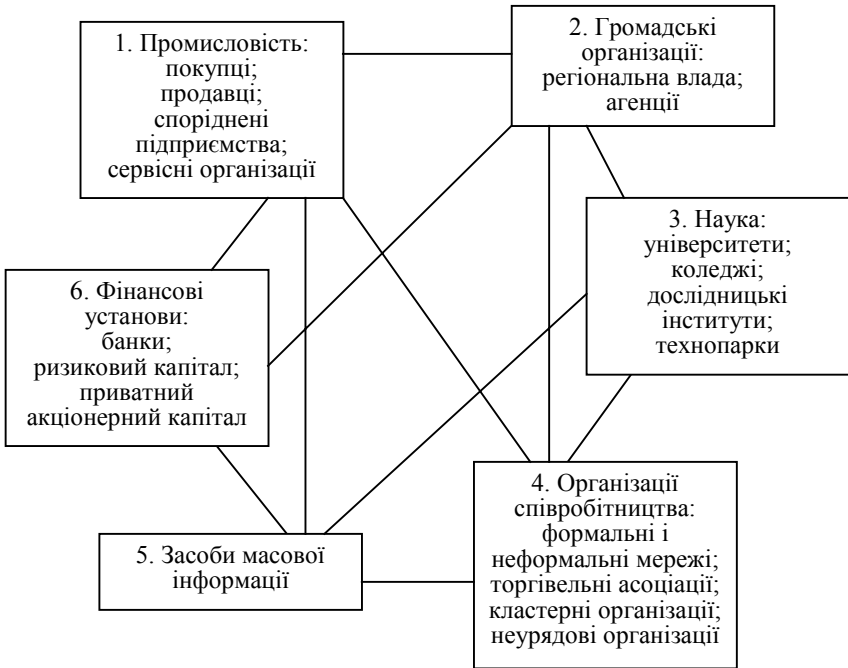 1. Промисловість:
покупці;
продавці;
споріднені
підприємства;
сервісні організації
2. Громадські
організації:
регіональна влада;
агенції
3. Наука:
університети;
коледжі;
дослідницькі
інститути;
технопарки
4. Організації
співробітництва:
формальні і
неформальні мережі;
торгівельні асоціації;
кластерні організації;
неурядові організації
5. Засоби масової
інформації
6. Фінансові
установи:
банки;
ризиковий капітал;
приватний
акціонерний капітал